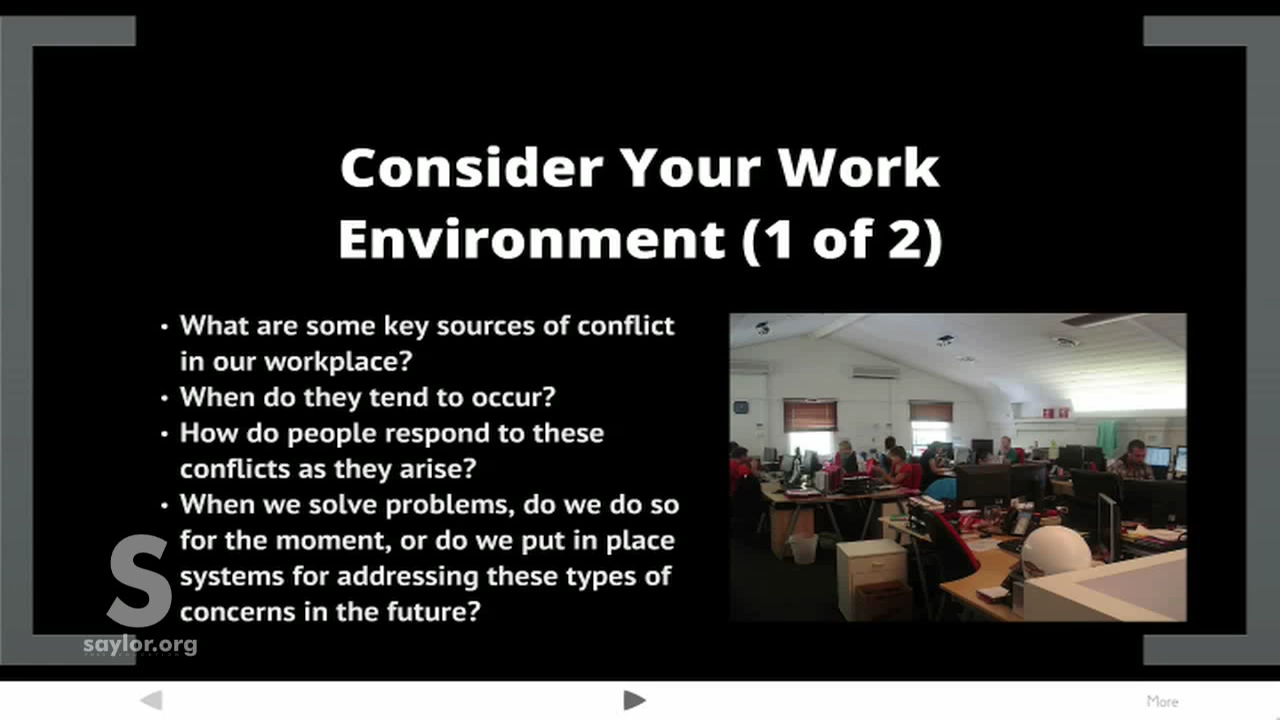 Consider Your Work
Environment (1 of 2)
• What are some key sources of conflict
in our workplace?
• When do they tend to occur?
• How do people respond to these
conflicts as they arise?
• When we solve problems, do we do so
for the moment, or do we put in place
systems for addressing these types of
concerns in the future?
S
saylor.org
More